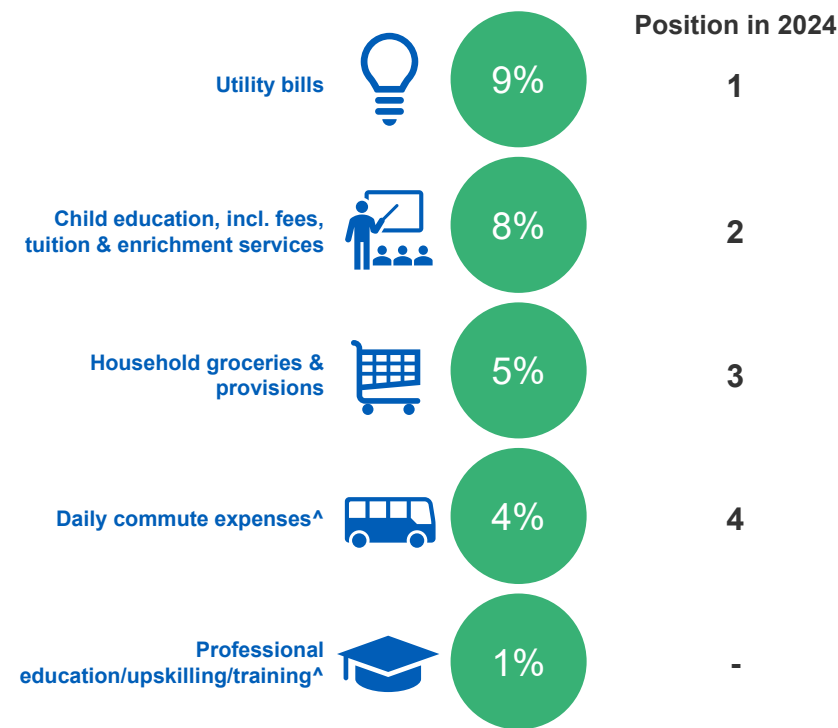 Position in 2024
Utility bills
9%
1
Child education, incl. fees,
tuition & enrichment services
8%
2
Household groceries &
provisions
5%
3
Daily commute expenses^
4%
4
Professional
education/upskilling/training^
1%
-